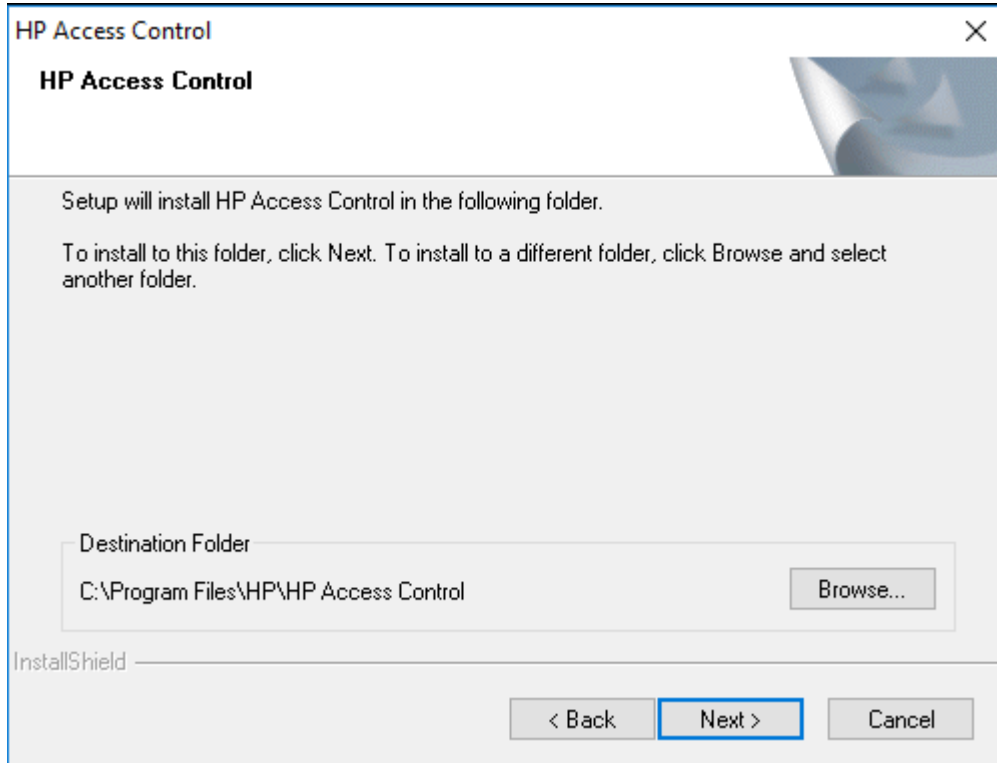 HP Access Control
HP Access Control
Setup will install HP Access Control in the following folder.
To install to this folder, click Next. To install to a different folder, click Browse and select
another folder.
Destination Folder
C:\Program Files\HP\HP Access Control
Browse...
InstallShield
< Back
Next >
Cancel